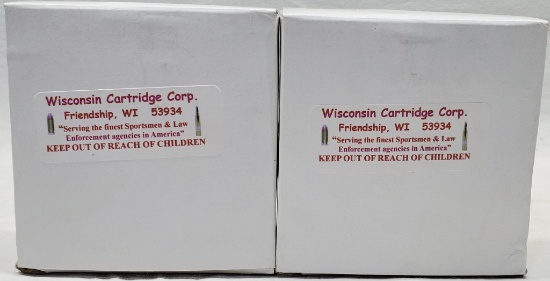 Wisconsin Cartridge Corp.
Friendship, WI 53934
"Serving the finest Sportsmen & Law
Enforcement agencies in America"
KEEP OUT OF REACH OF CHILDREN
Wisconsin Cartridge Corp.
Friendship, WI 53934
"Serving the finest Sportsmen & Law
Enforcement agencies in America"
KEEP OUT OF REACH OF CHILDREN